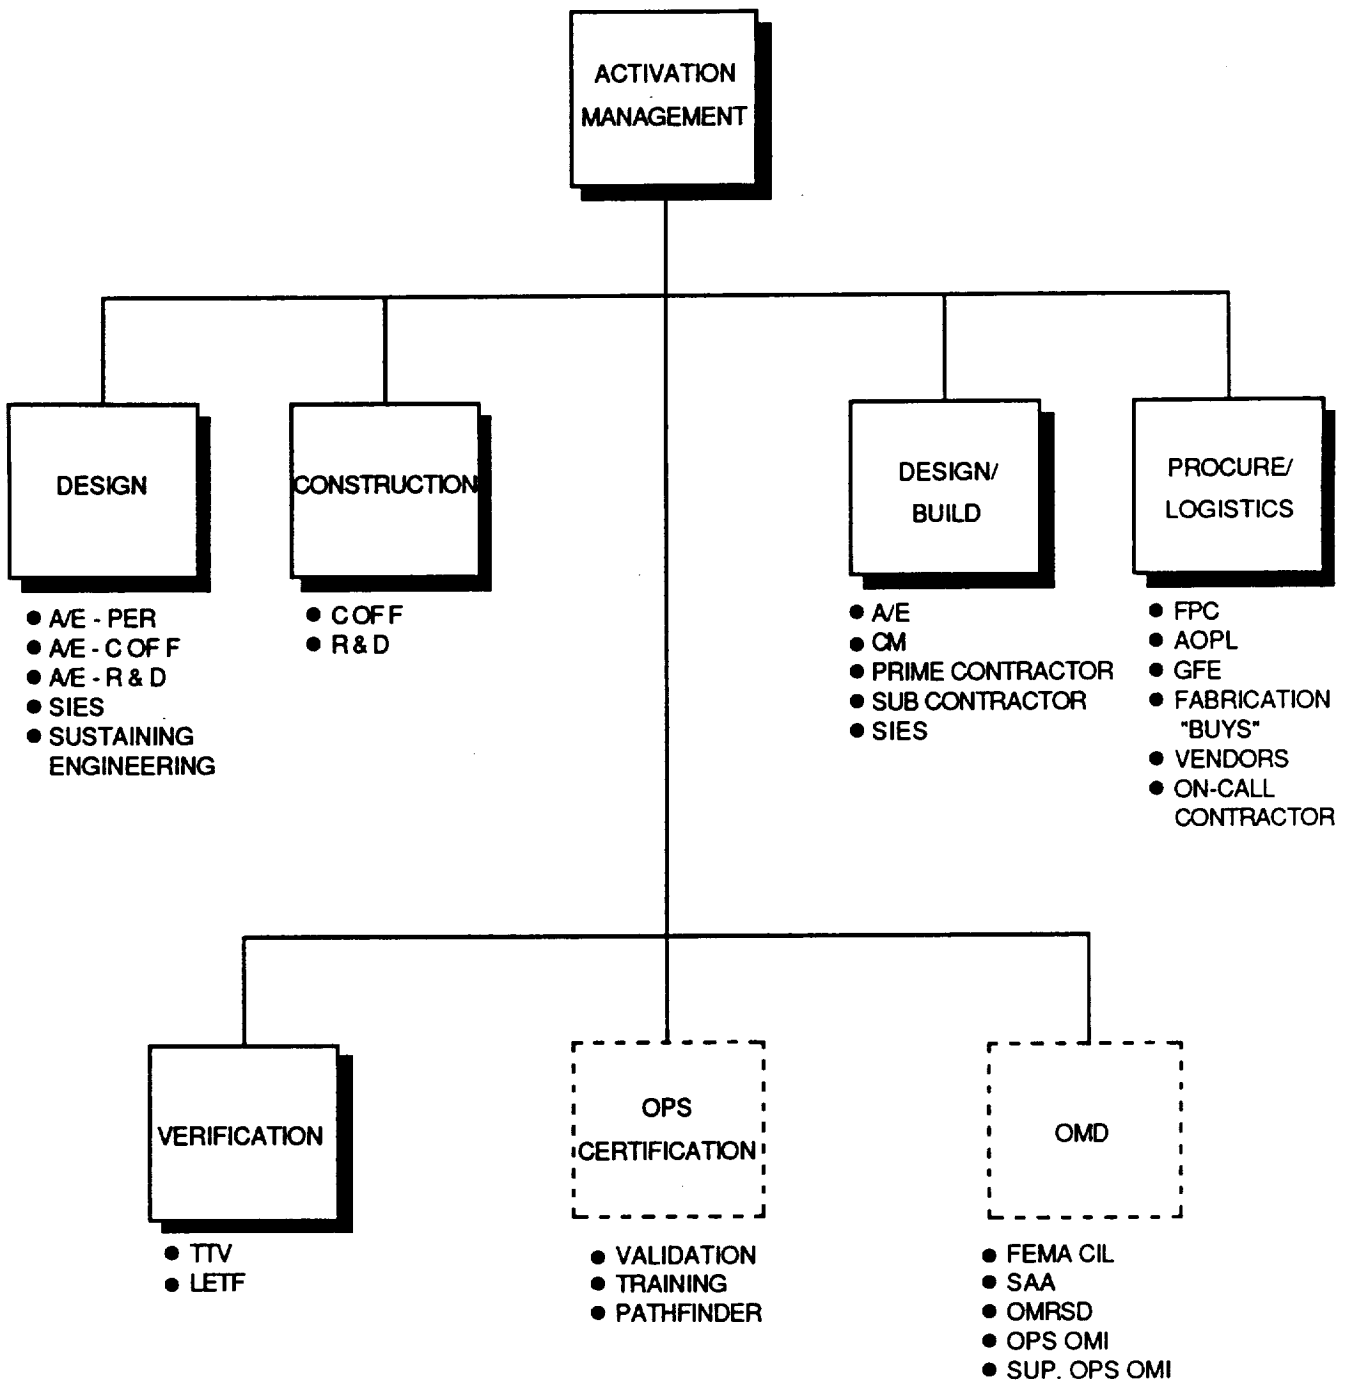 ACTIVATION
MANAGEMENT
DESIGN
● A/E - PER
● A/E - C OF F
● A/E - R & D
● SIES
● SUSTAINING
ENGINEERING
CONSTRUCTION
● C OF F
● R & D
DESIGN/
BUILD
● A/E
● CM
● PRIME CONTRACTOR
● SUB CONTRACTOR
● SIES
PROCURE/
LOGISTICS
● FPC
● AOPL
● GFE
● FABRICATION
"BUYS"
● VENDORS
● ON-CALL
CONTRACTOR
VERIFICATION
● TTV
● LETF
OPS
CERTIFICATION
● VALIDATION
● TRAINING
● PATHFINDER
OMD
● FEMA CIL
● SAA
● OMRSD
● OPS OMI
● SUP. OPS OMI